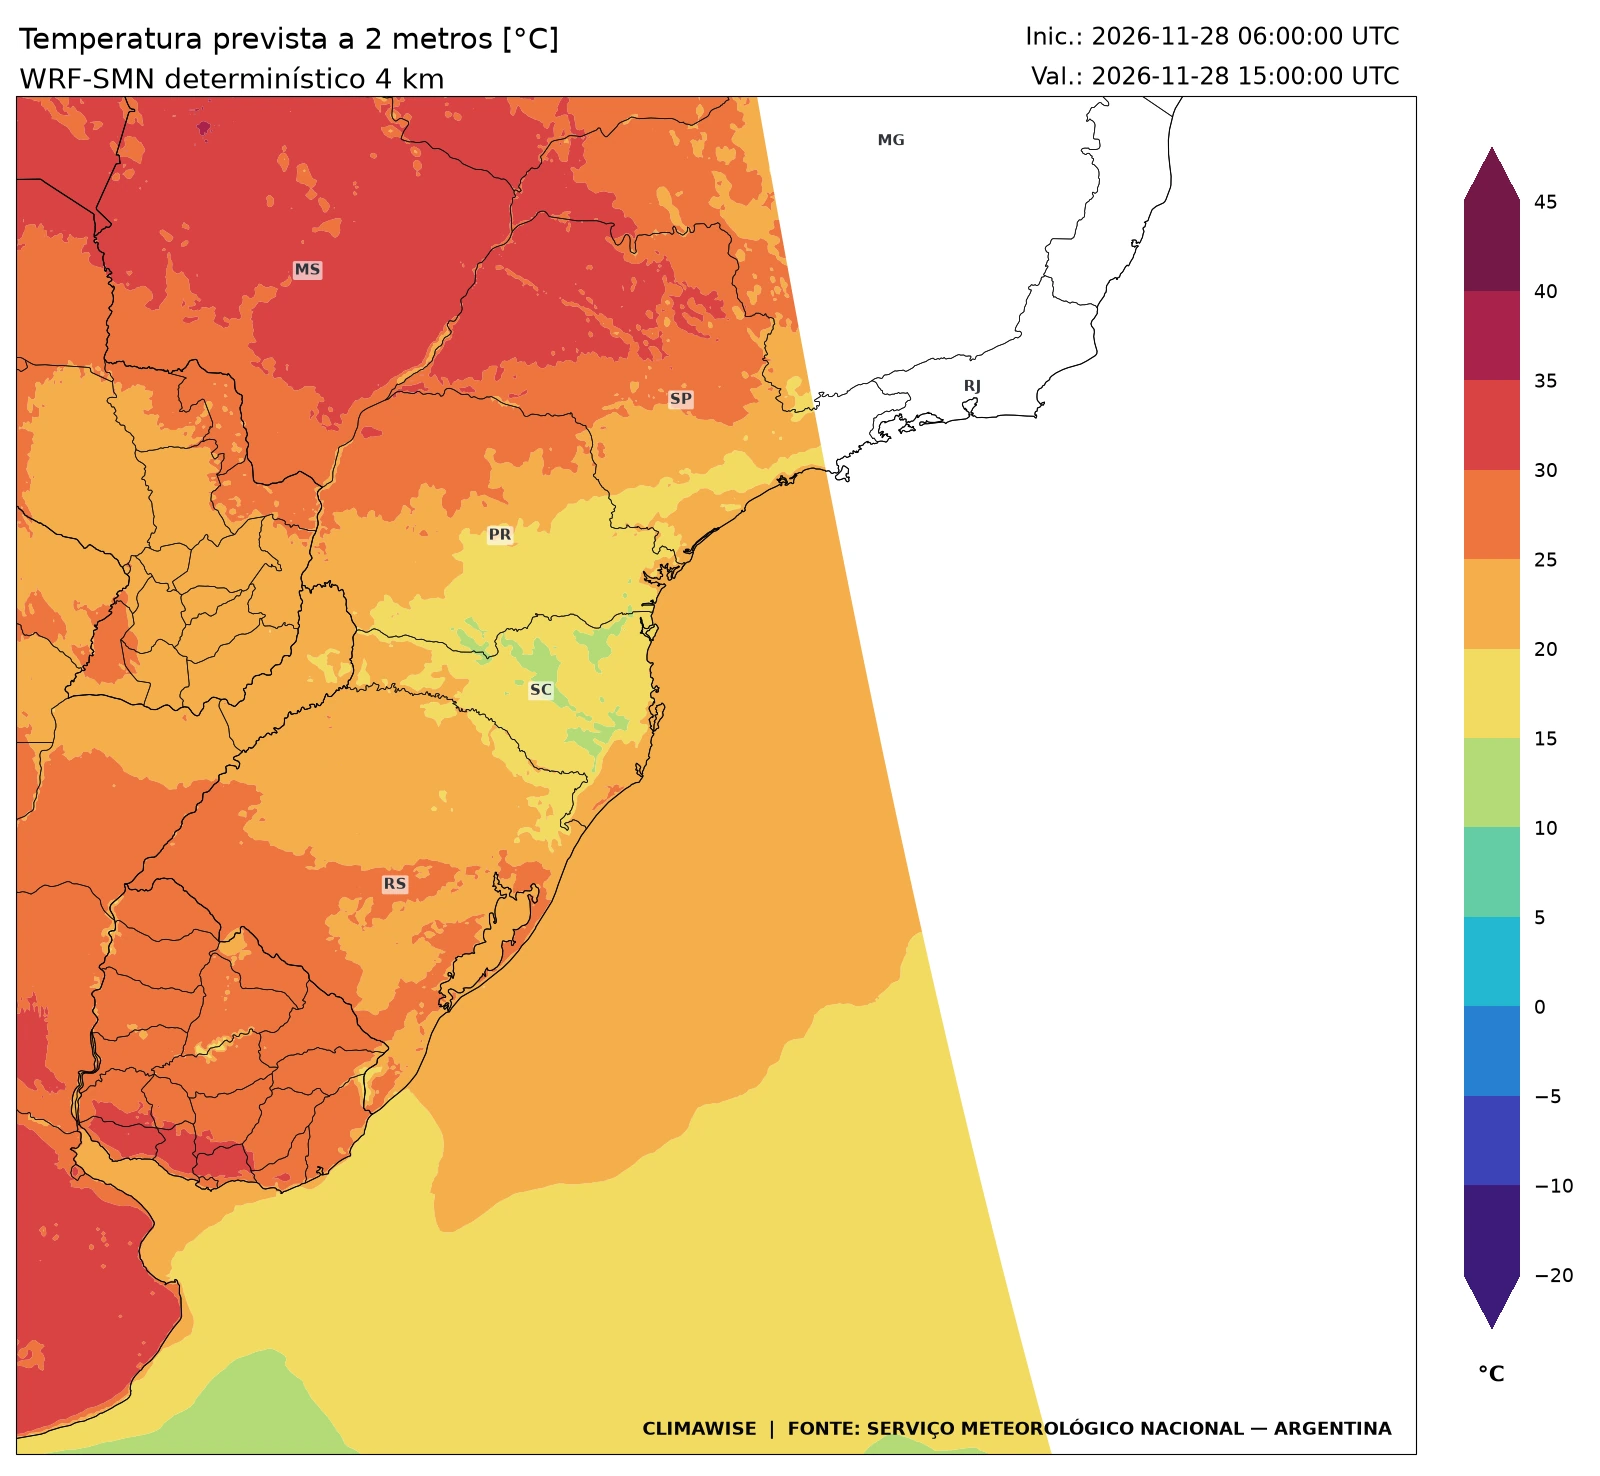 Temperatura prevista a 2 metros [°C]
WRF-SMN determinístico 4 km
Inic.: 2026-11-28 06:00:00 UTC
Val.: 2026-11-28 15:00:00 UTC
MG
MS
RJ
SP
PR
SC
RS
45
40
35
30
25
20
15
10
5
0
−5
−10
−20
°C
CLIMAWISE | FONTE: SERVIÇO METEOROLÓGICO NACIONAL — ARGENTINA